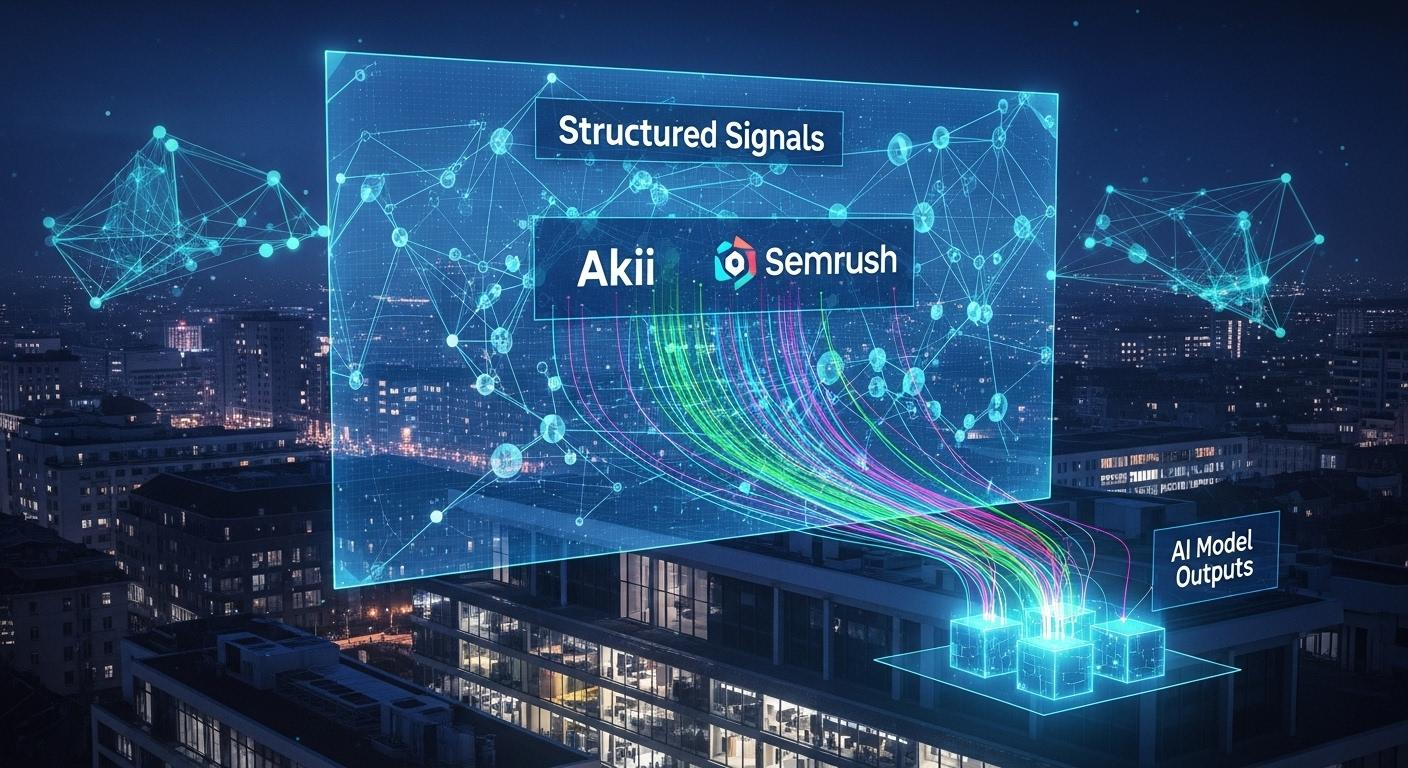 Structured Signals
Akii
Semrush
AI Model
Outputs